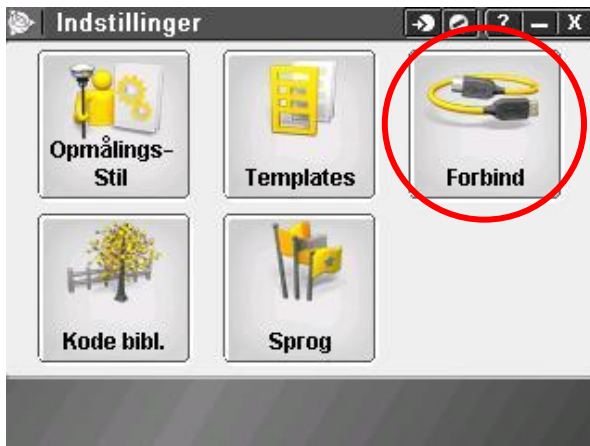 Indstillinger
? – X
Opmålings-
Stil
Templates
Forbind
Kode bibl.
Sprog